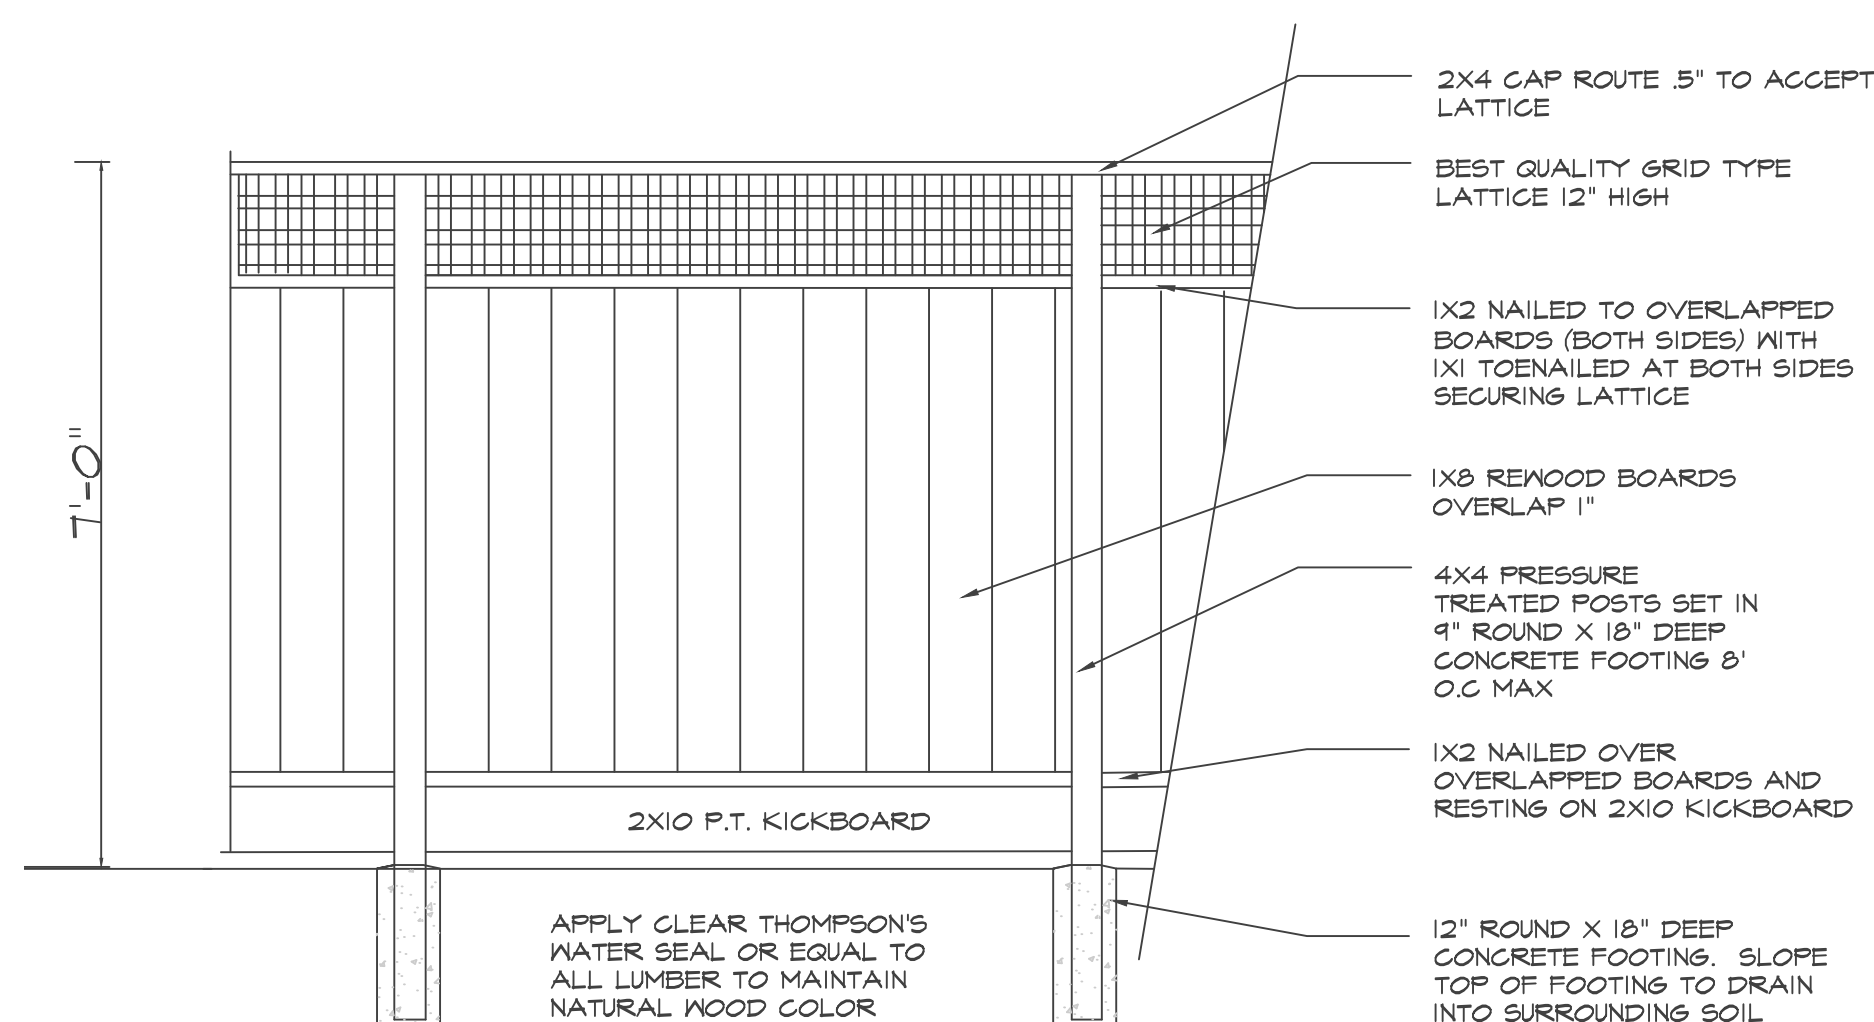 2X4 CAP ROUTE .5" TO ACCEPT
LATTICE
BEST QUALITY GRID TYPE
LATTICE 12" HIGH
1X2 NAILED TO OVERLAPPED
BOARDS (BOTH SIDES) WITH
1X1 TOENAILED AT BOTH SIDES
SECURING LATTICE
7'-0"
1X8 REWOOD BOARDS
OVERLAP 1"
4X4 PRESSURE
TREATED POSTS SET IN
9" ROUND X 18" DEEP
CONCRETE FOOTING 8'
O.C MAX
1X2 NAILED OVER
OVERLAPPED BOARDS AND
RESTING ON 2X10 KICKBOARD
2X10 P.T. KICKBOARD
APPLY CLEAR THOMPSON'S
WATER SEAL OR EQUAL TO
ALL LUMBER TO MAINTAIN
NATURAL WOOD COLOR
12" ROUND X 18" DEEP
CONCRETE FOOTING. SLOPE
TOP OF FOOTING TO DRAIN
INTO SURROUNDING SOIL